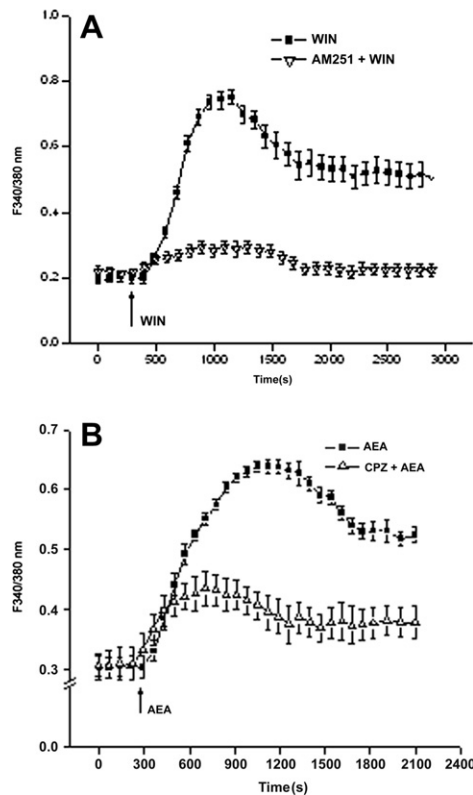 A
WIN
AM251 + WIN
F340/380 nm
1.0
0.8
0.6
0.4
0.2
0.0
WIN
0 500 1000 1500 2000 2500 3000
Time(s)
B
AEA
CPZ + AEA
F340/380 nm
0.7
0.6
0.5
0.4
0.3
0.0
AEA
0 300 600 900 1200 1500 1800 2100 2400
Time(s)